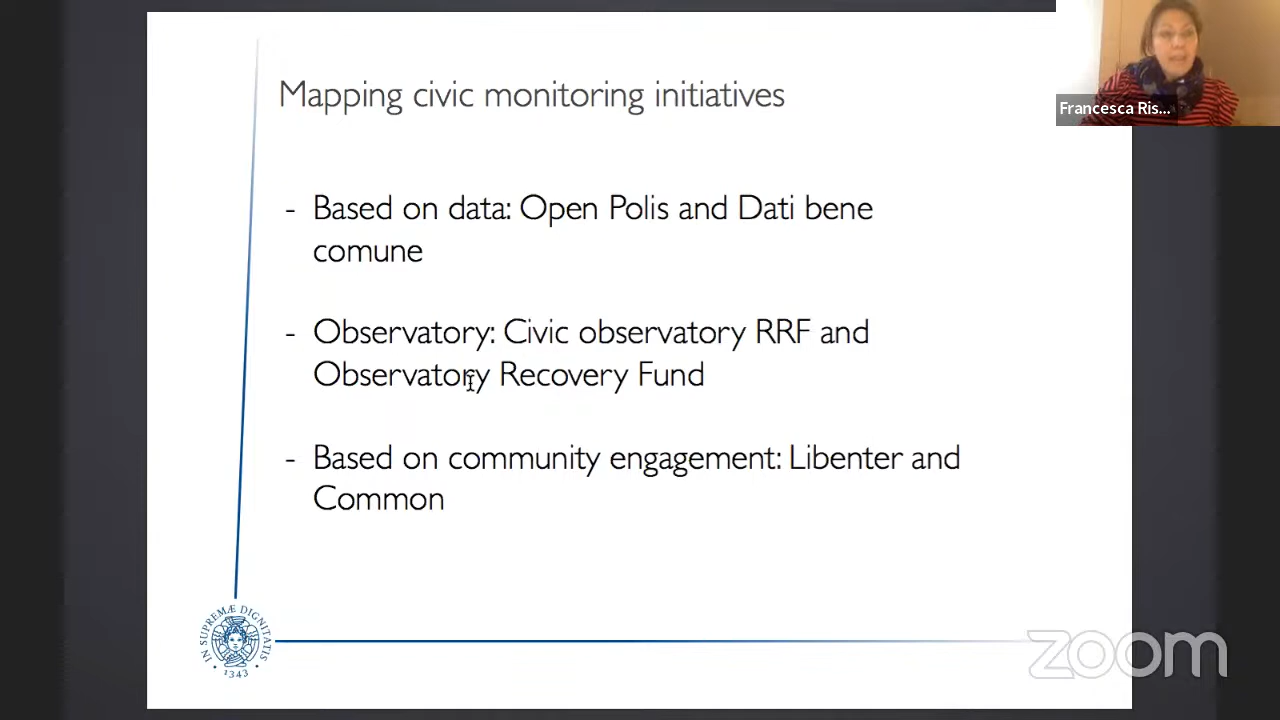 Mapping civic monitoring initiatives
Francesca Ris...
- Based on data: Open Polis and Dati bene
comune
- Observatory: Civic observatory RRF and
Observatory Recovery Fund
- Based on community engagement: Libenter and
Common
IN SUPREMÆ DIGNITATIS
1343
zoom